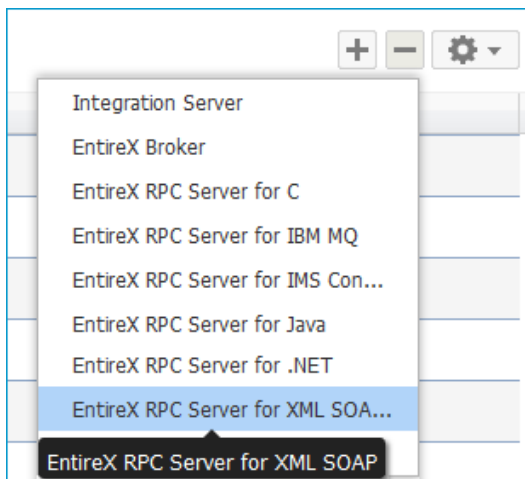 Integration Server
EntireX Broker
EntireX RPC Server for C
EntireX RPC Server for IBM MQ
EntireX RPC Server for IMS Con...
EntireX RPC Server for Java
EntireX RPC Server for .NET
EntireX RPC Server for XML SOA...
EntireX RPC Server for XML SOAP